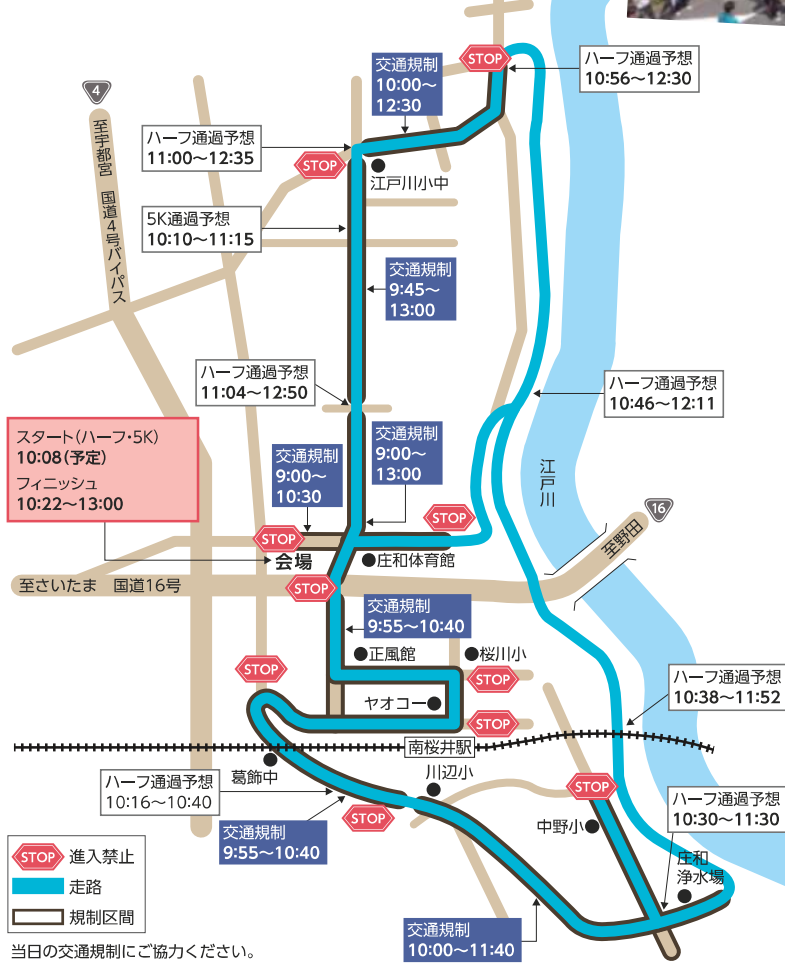 STOP
ハーフ通過予想
10:56～12:30
交通規制
10:00～
12:30
4
至宇都宮　国道4号バイパス
ハーフ通過予想
11:00～12:35
STOP
江戸川小中
5K通過予想
10:10～11:15
交通規制
9:45～
13:00
ハーフ通過予想
11:04～12:50
ハーフ通過予想
10:46～12:11
スタート（ハーフ・5K）
10:08（予定）
フィニッシュ
10:22～13:00
交通規制
9:00～
10:30
交通規制
9:00～
13:00
江戸川
16
至野田
STOP
STOP
会場
庄和体育館
至さいたま　国道16号
STOP
交通規制
9:55～10:40
正風館
桜川小
STOP
STOP
ヤオコー
STOP
ハーフ通過予想
10:38～11:52
南桜井駅
葛飾中
川辺小
ハーフ通過予想
10:16～10:40
STOP
STOP
中野小
ハーフ通過予想
10:30～11:30
交通規制
9:55～10:40
庄和
浄水場
STOP 進入禁止
走路
規制区間
交通規制
10:00～11:40
当日の交通規制にご協力ください。